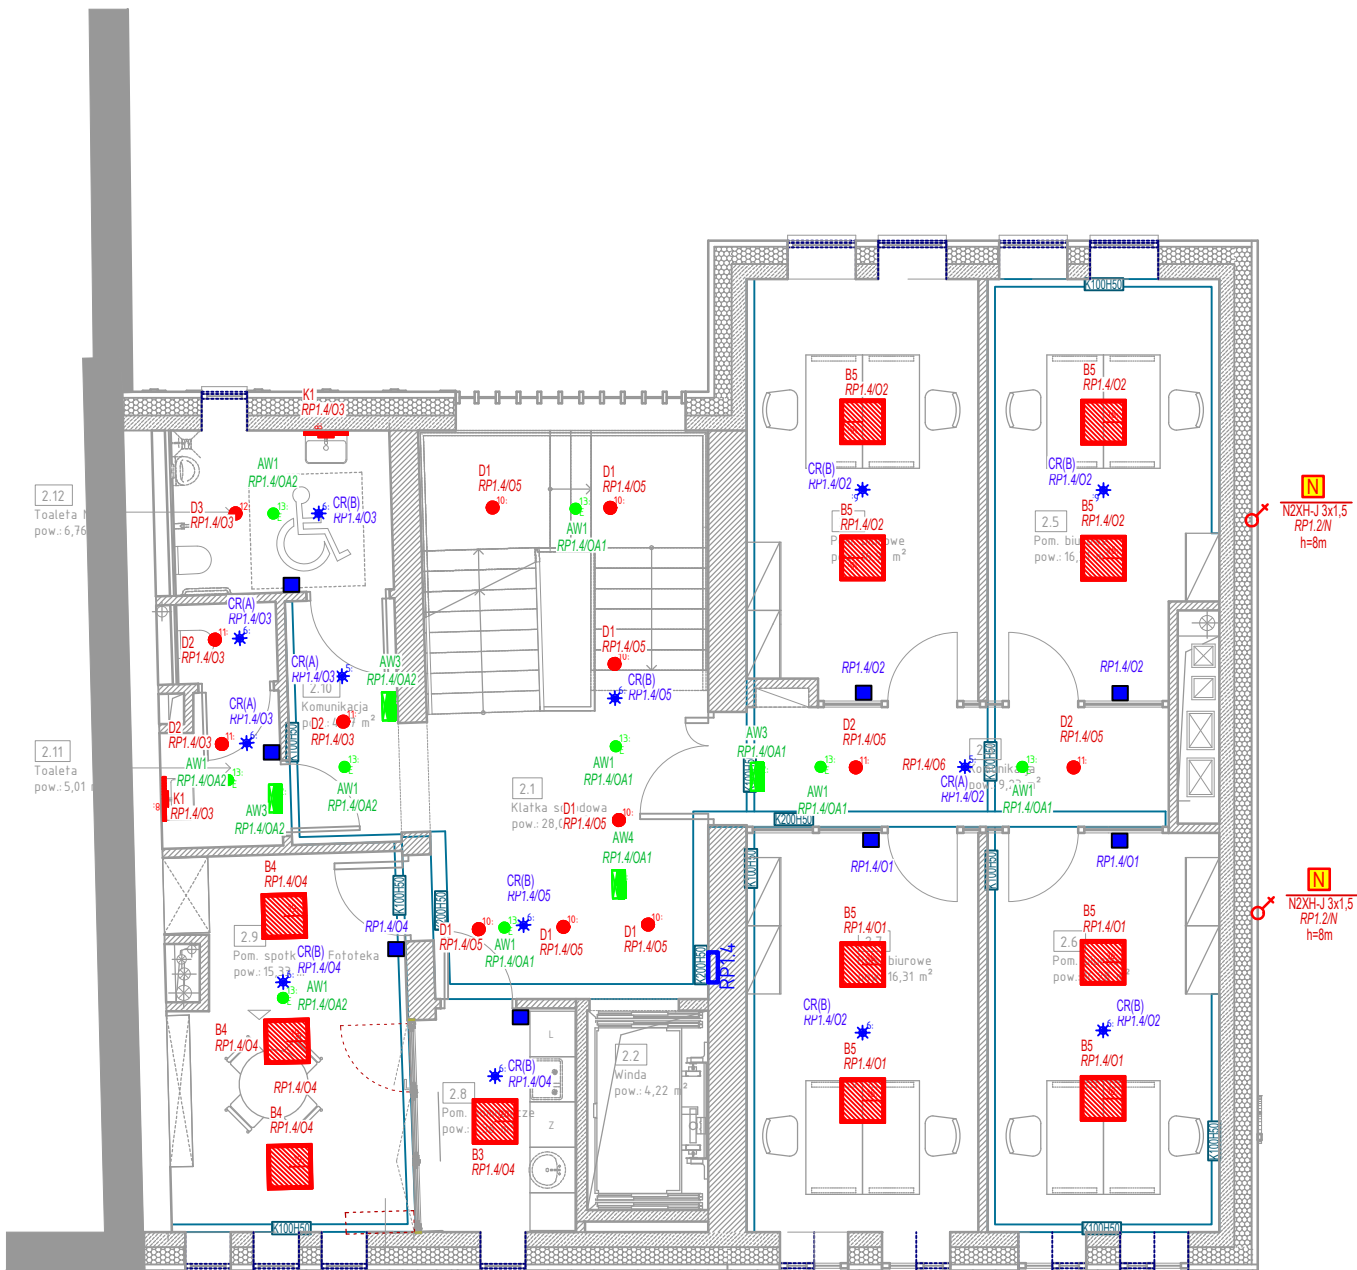 K100H50
B5
RP1.4/O2
B5
RP1.4/O2
K1
RP1.4/O3
AW1
RP1.4/OA2
D1
RP1.4/O5
D1
RP1.4/O5
CR(B)
RP1.4/O2
CR(B)
RP1.4/O2
2.12
Toaleta
pow.: 6,76
D3
RP1.4/O3
CR(B)
RP1.4/O3
AW1
RP1.4/OA1
B5
RP1.4/O2
2.5
Pom.
pow.: 16,
B5
RP1.4/O2
N
N2XH-J 3x1,5
RP1.2/N
h=8m
CR(A)
RP1.4/O3
D2
RP1.4/O3
CR(A)
RP1.4/O3
AW3
RP1.4/OA2
D1
RP1.4/O5
CR(B)
RP1.4/O5
RP1.4/O2
RP1.4/O2
2.10
Komunikacja
CR(A)
RP1.4/O3
D2
RP1.4/O3
D2
RP1.4/O3
K100H50
2.11
Toaleta
pow.: 5,01
AW1
RP1.4/OA2
K1
RP1.4/O3
AW3
RP1.4/OA2
AW1
RP1.4/OA2
2.1
Klatka
pow.: 28,
AW1
RP1.4/OA1
D1
RP1.4/O5
AW4
RP1.4/OA1
AW3
RP1.4/OA1
D2
RP1.4/O5
AW1
RP1.4/OA1
RP1.4/O6
CR(A)
RP1.4/O2
D2
RP1.4/O5
AW1
RP1.4/OA1
K200H50
RP1.4/O1
RP1.4/O1
K100H50
K100H50
B4
RP1.4/O4
K100H50
K200H50
RP1.4/O4
CR(B)
RP1.4/O5
D1
RP1.4/O5
AW1
RP1.4/OA1
D1
RP1.4/O5
D1
RP1.4/O5
K200H50
RP1.4
2.9
Pom.
Fototeka
pow.:
CR(B)
RP1.4/O4
AW1
RP1.4/OA2
B5
RP1.4/O1
biurowe
16,31 m²
2.6
Pom.
B5
RP1.4/O1
N
N2XH-J 3x1,5
RP1.2/N
h=8m
CR(B)
RP1.4/O2
CR(B)
RP1.4/O2
B4
RP1.4/O4
RP1.4/O4
B4
RP1.4/O4
2.8
Pom.
pow.:
CR(B)
RP1.4/O4
B3
RP1.4/O4
L
Z
2.2
Winda
pow.: 4,22 m²
B5
RP1.4/O1
B5
RP1.4/O1
K100H50
K100H50
K100H50